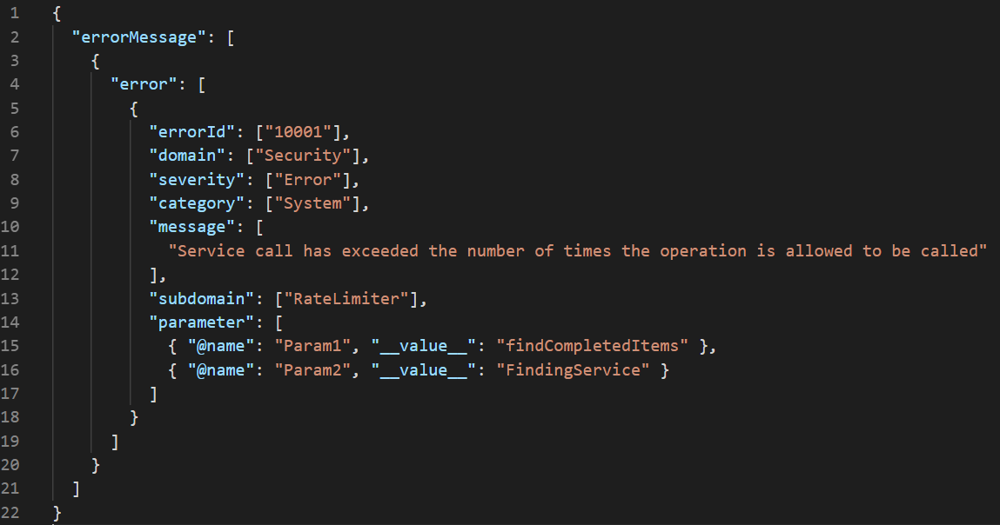 1 {
2   "errorMessage": [
3     {
4       "error": [
5         {
6           "errorId": ["10001"],
7           "domain": ["Security"],
8           "severity": ["Error"],
9           "category": ["System"],
10           "message": [
11             "Service call has exceeded the number of times the operation is allowed to be called"
12           ],
13           "subdomain": ["RateLimiter"],
14           "parameter": [
15             { "@name": "Param1", "__value__": "findCompletedItems" },
16             { "@name": "Param2", "__value__": "FindingService" }
17           ]
18         }
19       ]
20     }
21   ]
22 }